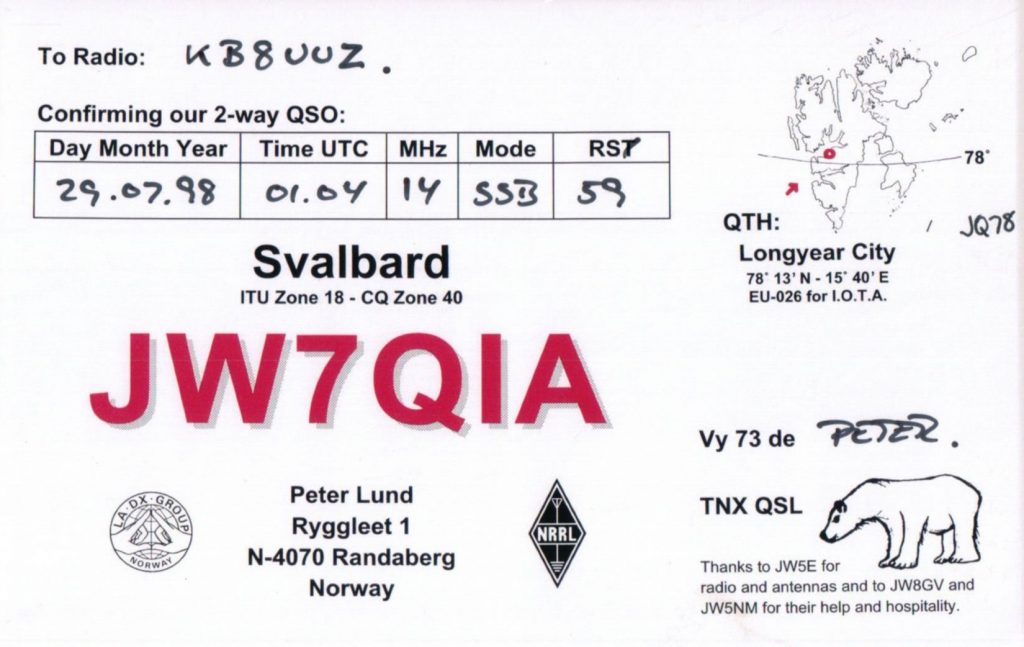 To Radio: KB8UUZ.
Confirming our 2-way QSO:
Day Month Year Time UTC MHz Mode RST
29.07.98 01.04 14 SSB 59
78°
JQ78
QTH:
Longyear City
78° 13' N - 15° 40' E
EU-026 for I.O.T.A.
Svalbard
ITU Zone 18 - CQ Zone 40
JW7QIA
Vy 73 de PETER.
LA·DX·GROUP
NORWAY
Peter Lund
Ryggleet 1
N-4070 Randaberg
Norway
NRRL
TNX QSL
Thanks to JW5E for
radio and antennas and to JW8GV and
JW5NM for their help and hospitality.